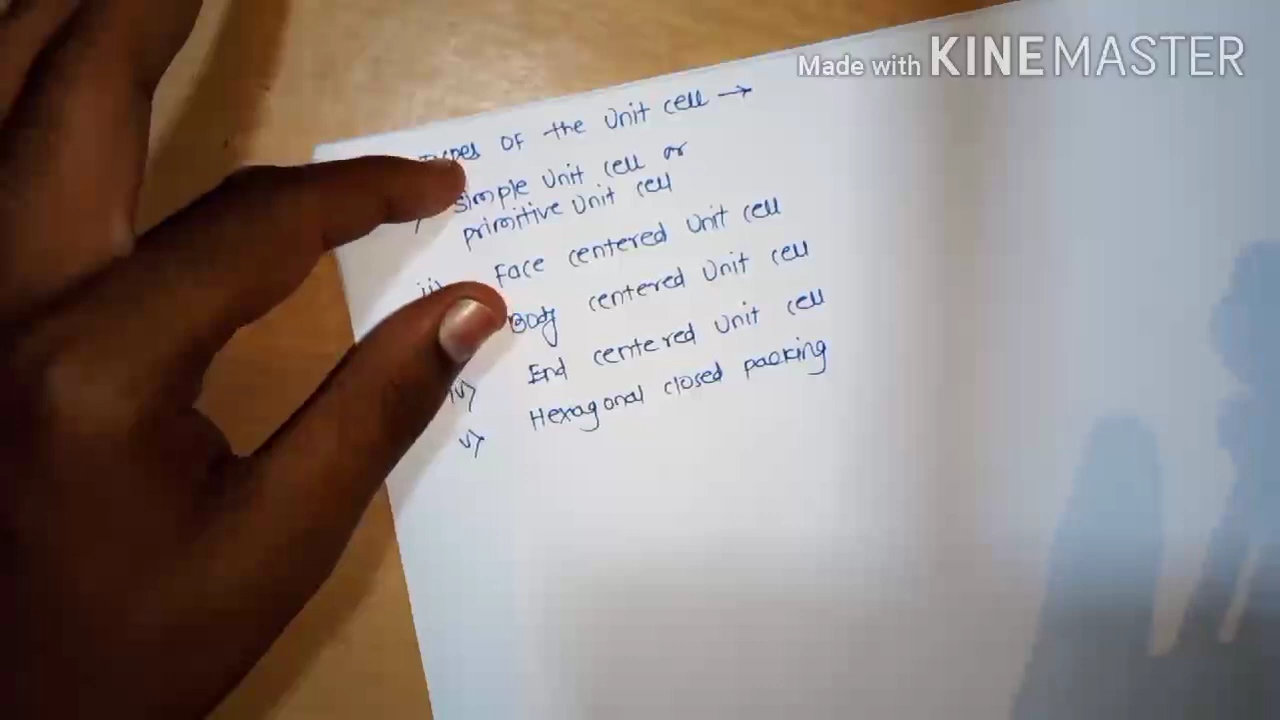 Made with KINEMASTER
Types of the Unit cell →
simple Unit cell or
primitive Unit cell
ii) Face centered Unit cell
Body centered Unit cell
iv) End centered Unit cell
v) Hexagonal closed packing